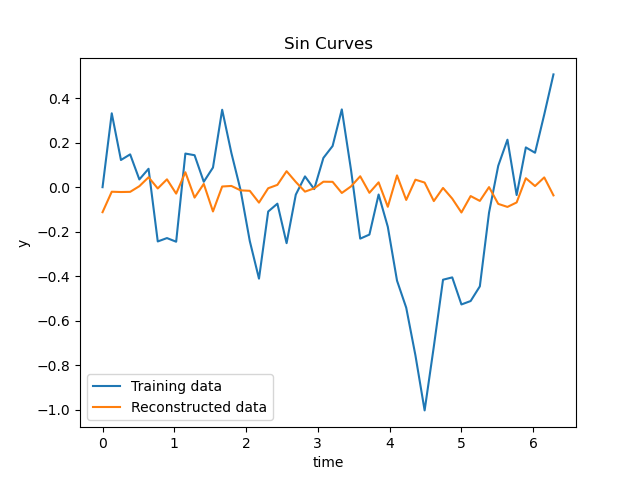 Sin Curves
0.4
0.2
0.0
−0.2
−0.4
−0.6
−0.8
−1.0
y
Training data
Reconstructed data
0 1 2 3 4 5 6
time